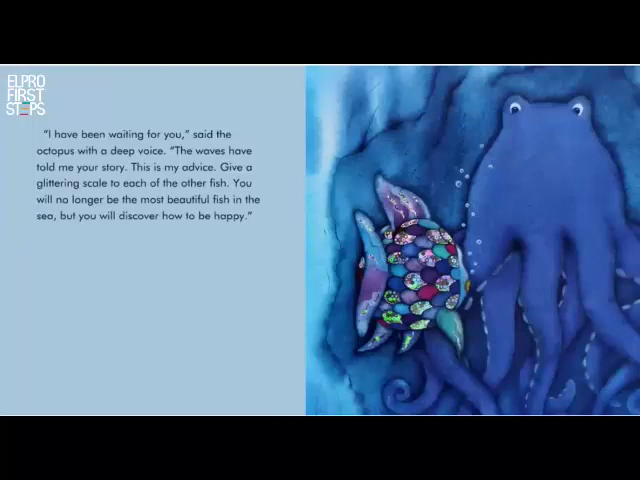 ELPRO
FIRST
STEPS
“I have been waiting for you,” said the
octopus with a deep voice. “The waves have
told me your story. This is my advice. Give a
glittering scale to each of the other fish. You
will no longer be the most beautiful fish in the
sea, but you will discover how to be happy.”